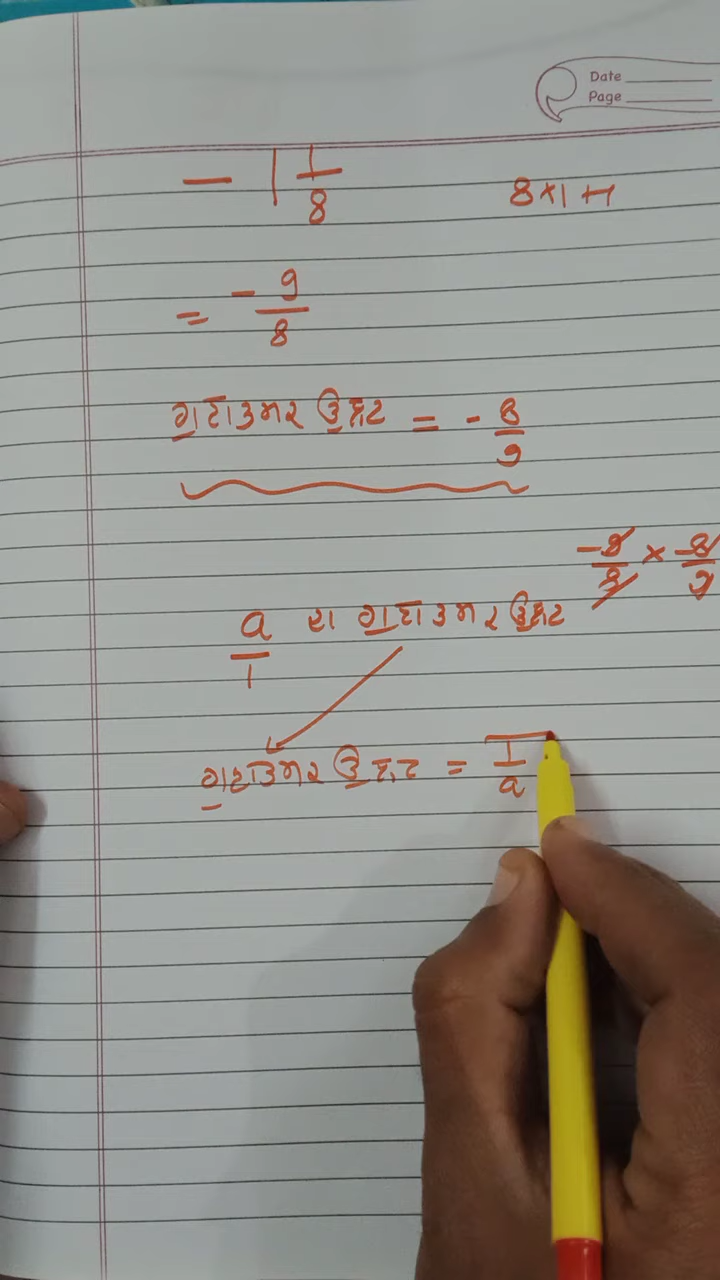 Date
Page
- 1 1/8   8×1+1
= -9/8
ਗੁਣਾਤਮਕ ਉਲਟ = - 8/9
-9/8 × -8/9
a/1 ਦਾ ਗੁਣਾਤਮਕ ਉਲਟ
ਗੁਣਾਤਮਕ ਉਲਟ = 1/a